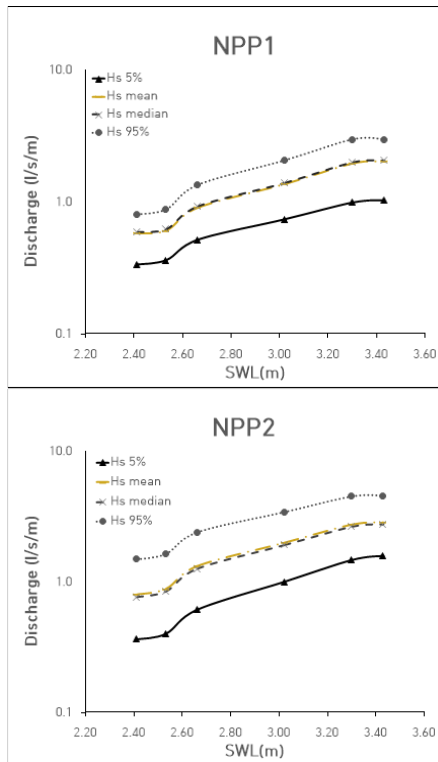 NPP1
10.0
Hs 5%
Hs mean
Hs median
Hs 95%
1.0
0.1
Discharge (l/s/m)
2.20 2.40 2.60 2.80 3.00 3.20 3.40 3.60
SWL(m)
NPP2
10.0
Hs 5%
Hs mean
Hs median
Hs 95%
1.0
0.1
Discharge (l/s/m)
2.20 2.40 2.60 2.80 3.00 3.20 3.40 3.60
SWL(m)